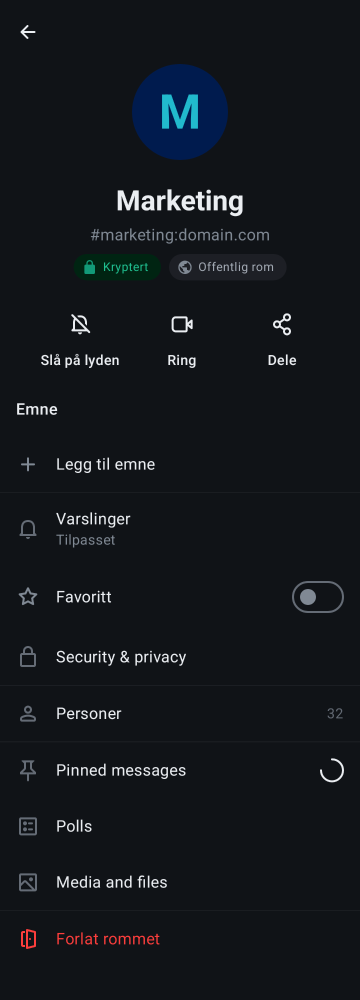 M
Marketing
#marketing:domain.com
Kryptert
Offentlig rom
Slå på lyden
Ring
Dele
Emne
Legg til emne
Varslinger
Tilpasset
Favoritt
Security & privacy
Personer
32
Pinned messages
Polls
Media and files
Forlat rommet